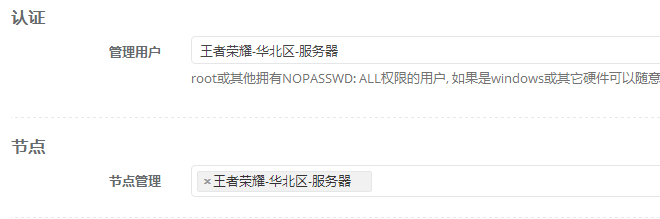 认证
管理用户
王者荣耀-华北区-服务器
root或其他拥有NOPASSWD: ALL权限的用户, 如果是windows或其它硬件可以随意
节点
节点管理
×王者荣耀-华北区-服务器